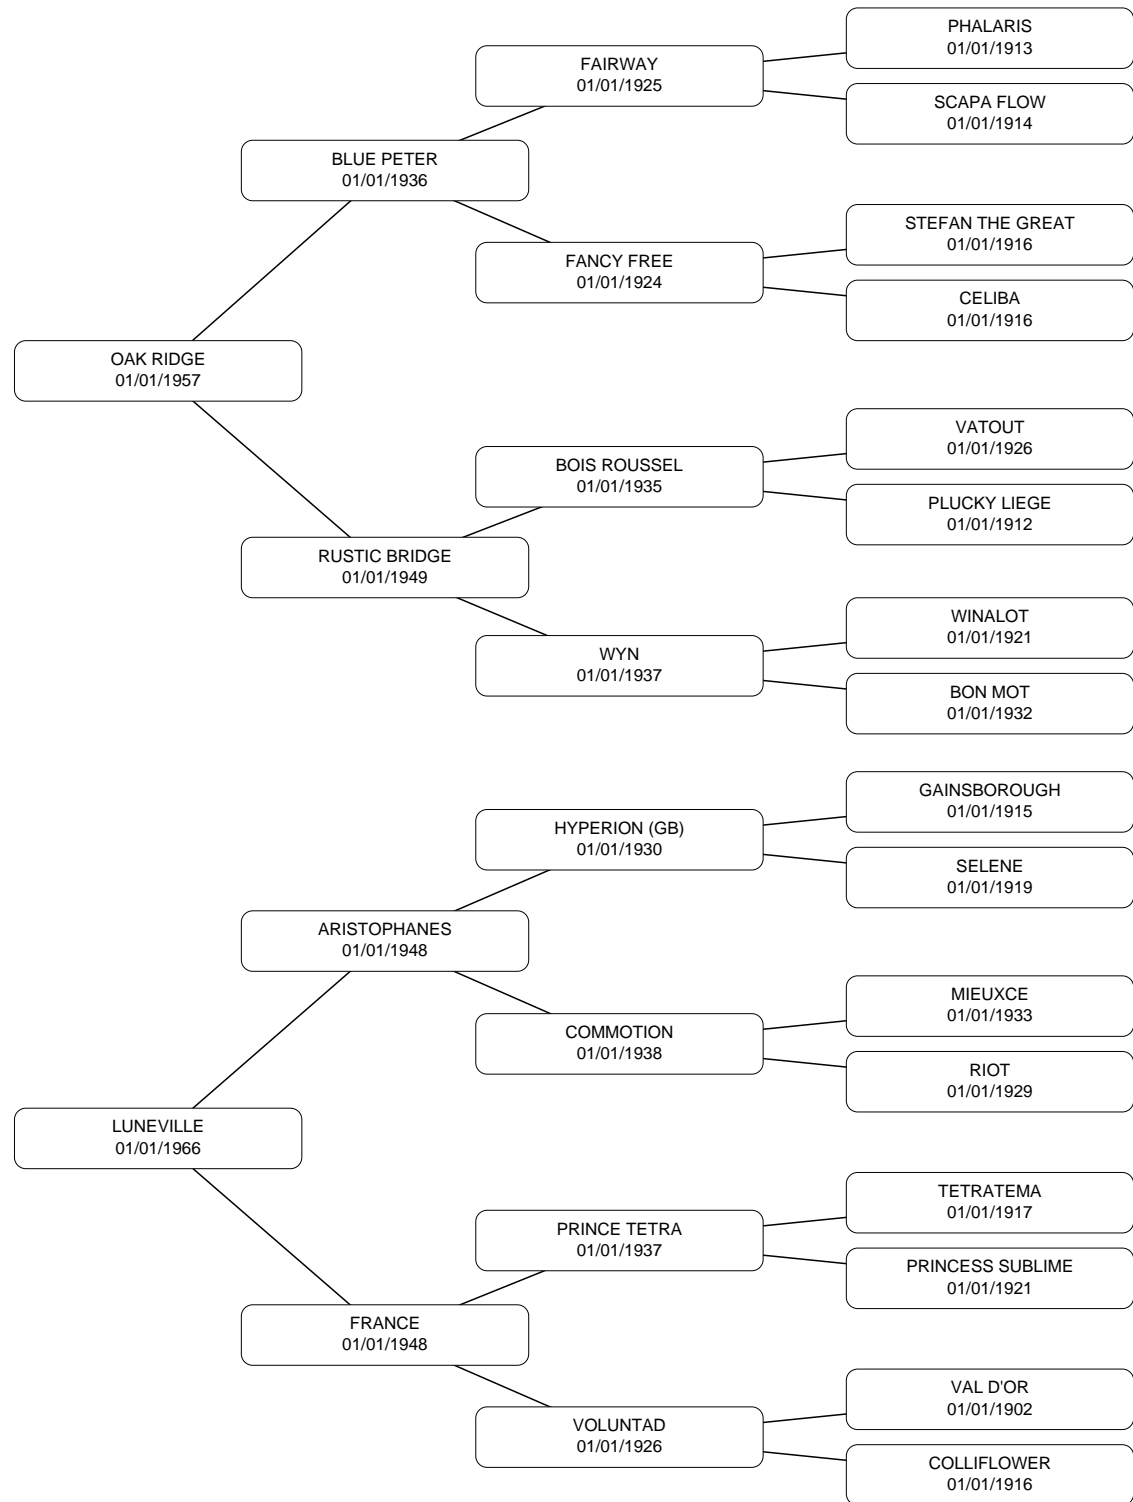 PHALARIS
01/01/1913
FAIRWAY
01/01/1925
SCAPA FLOW
01/01/1914
BLUE PETER
01/01/1936
STEFAN THE GREAT
01/01/1916
FANCY FREE
01/01/1924
CELIBA
01/01/1916
OAK RIDGE
01/01/1957
VATOUT
01/01/1926
BOIS ROUSSEL
01/01/1935
PLUCKY LIEGE
01/01/1912
RUSTIC BRIDGE
01/01/1949
WINALOT
01/01/1921
WYN
01/01/1937
BON MOT
01/01/1932
GAINSBOROUGH
01/01/1915
HYPERION (GB)
01/01/1930
SELENE
01/01/1919
ARISTOPHANES
01/01/1948
MIEUXCE
01/01/1933
COMMOTION
01/01/1938
RIOT
01/01/1929
LUNEVILLE
01/01/1966
TETRATEMA
01/01/1917
PRINCE TETRA
01/01/1937
PRINCESS SUBLIME
01/01/1921
FRANCE
01/01/1948
VAL D'OR
01/01/1902
VOLUNTAD
01/01/1926
COLLIFLOWER
01/01/1916